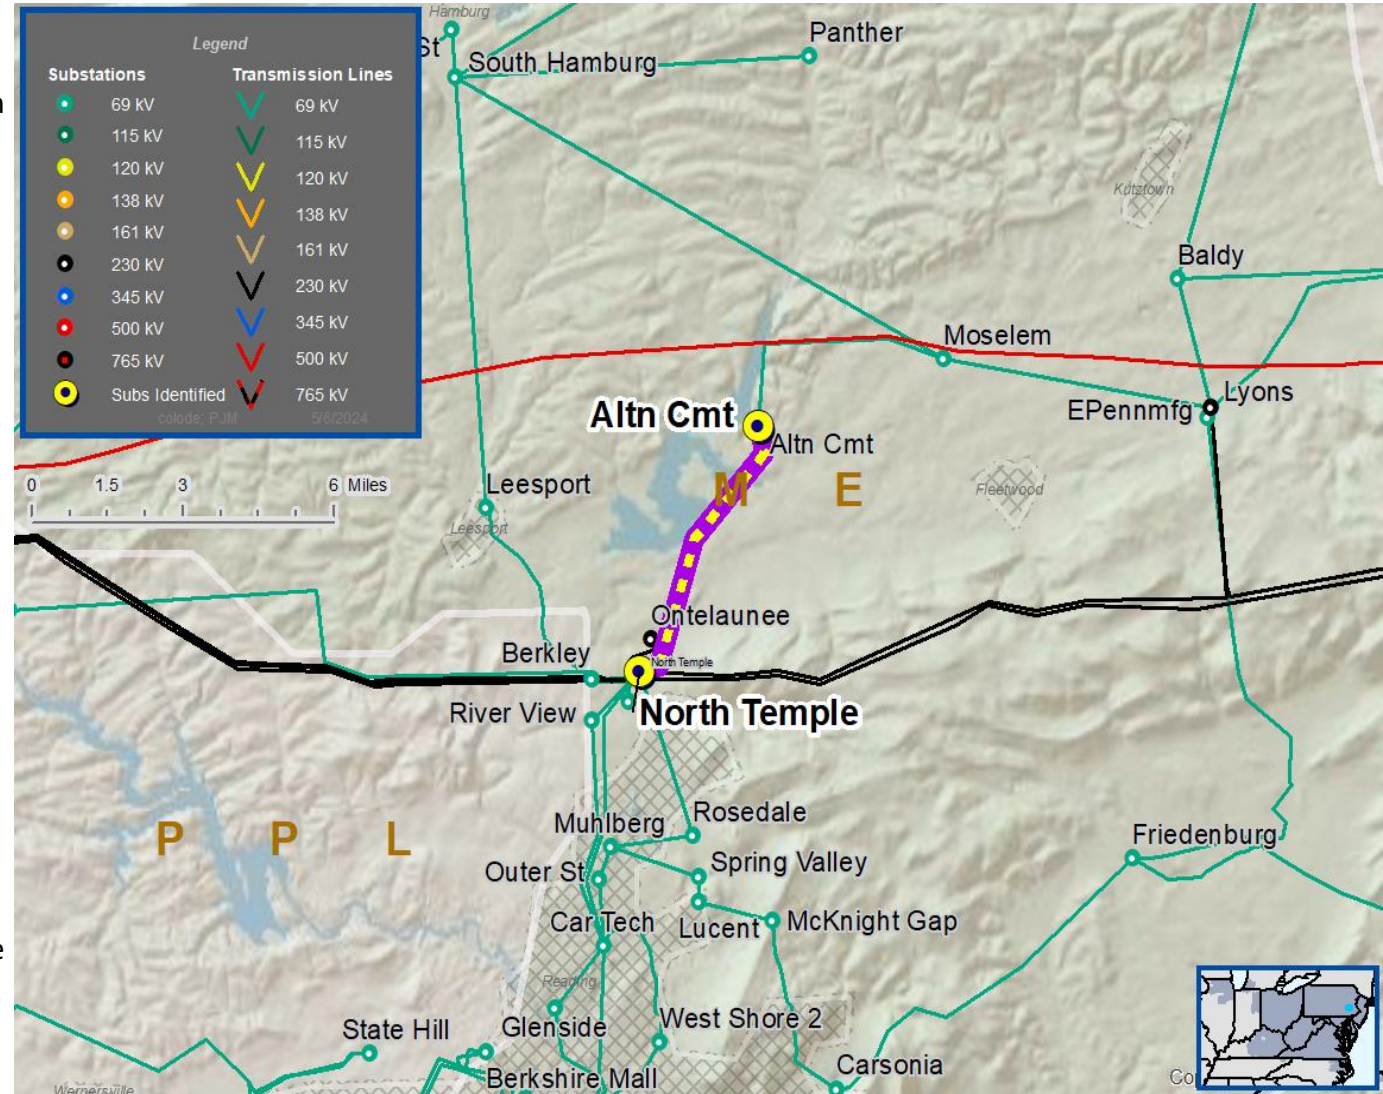 Legend
Substations
69 kV
115 kV
120 kV
138 kV
161 kV
230 kV
345 kV
500 kV
765 kV
Subs Identified
Transmission Lines
69 kV
115 kV
120 kV
138 kV
161 kV
230 kV
345 kV
500 kV
765 kV
colode; PJM 5/6/2024
Hamburg
St
South Hamburg
Panther
Kutztown
Baldy
Moselem
Lyons
EPennmfg
Altn Cmt
Altn Cmt
0 1.5 3 6 Miles
Leesport
Leesport
M E
Fleetwood
Ontelaunee
Berkley
North Temple
North Temple
River View
P P L
Muhlberg
Rosedale
Friedenburg
Spring Valley
Outer St
Car Tech
Lucent
McKnight Gap
Reading
State Hill
Glenside
West Shore 2
Carsonia
Berkshire Mall
Wernersville